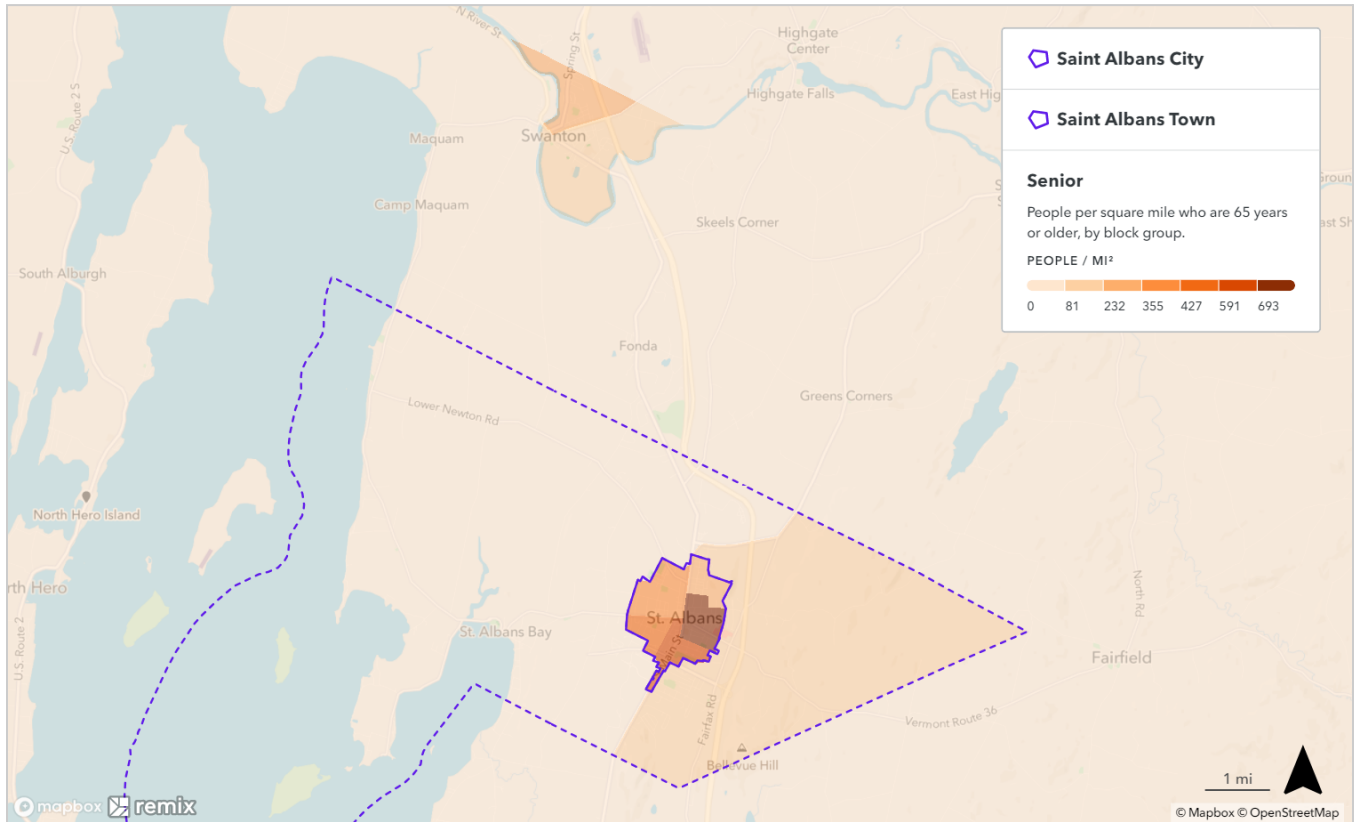 N River St
Spring St
Highgate
Center
Highgate Falls
East Hig
U.S. Route 2 S
Maquam
Swanton
Camp Maquam
Skeels Corner
South Alburgh
Fonda
Greens Corners
Lower Newton Rd
North Hero Island
rth Hero
St. Albans
St. Albans Bay
Main St
North Rd
Fairfield
U.S. Route 2
Fairfax Rd
Vermont Route 36
Bellevue Hill
Saint Albans City
Saint Albans Town
Senior
People per square mile who are 65 years
or older, by block group.
PEOPLE / MI²
0 81 232 355 427 591 693
S
Groun
ast Sh
1 mi
mapbox remix
© Mapbox © OpenStreetMap